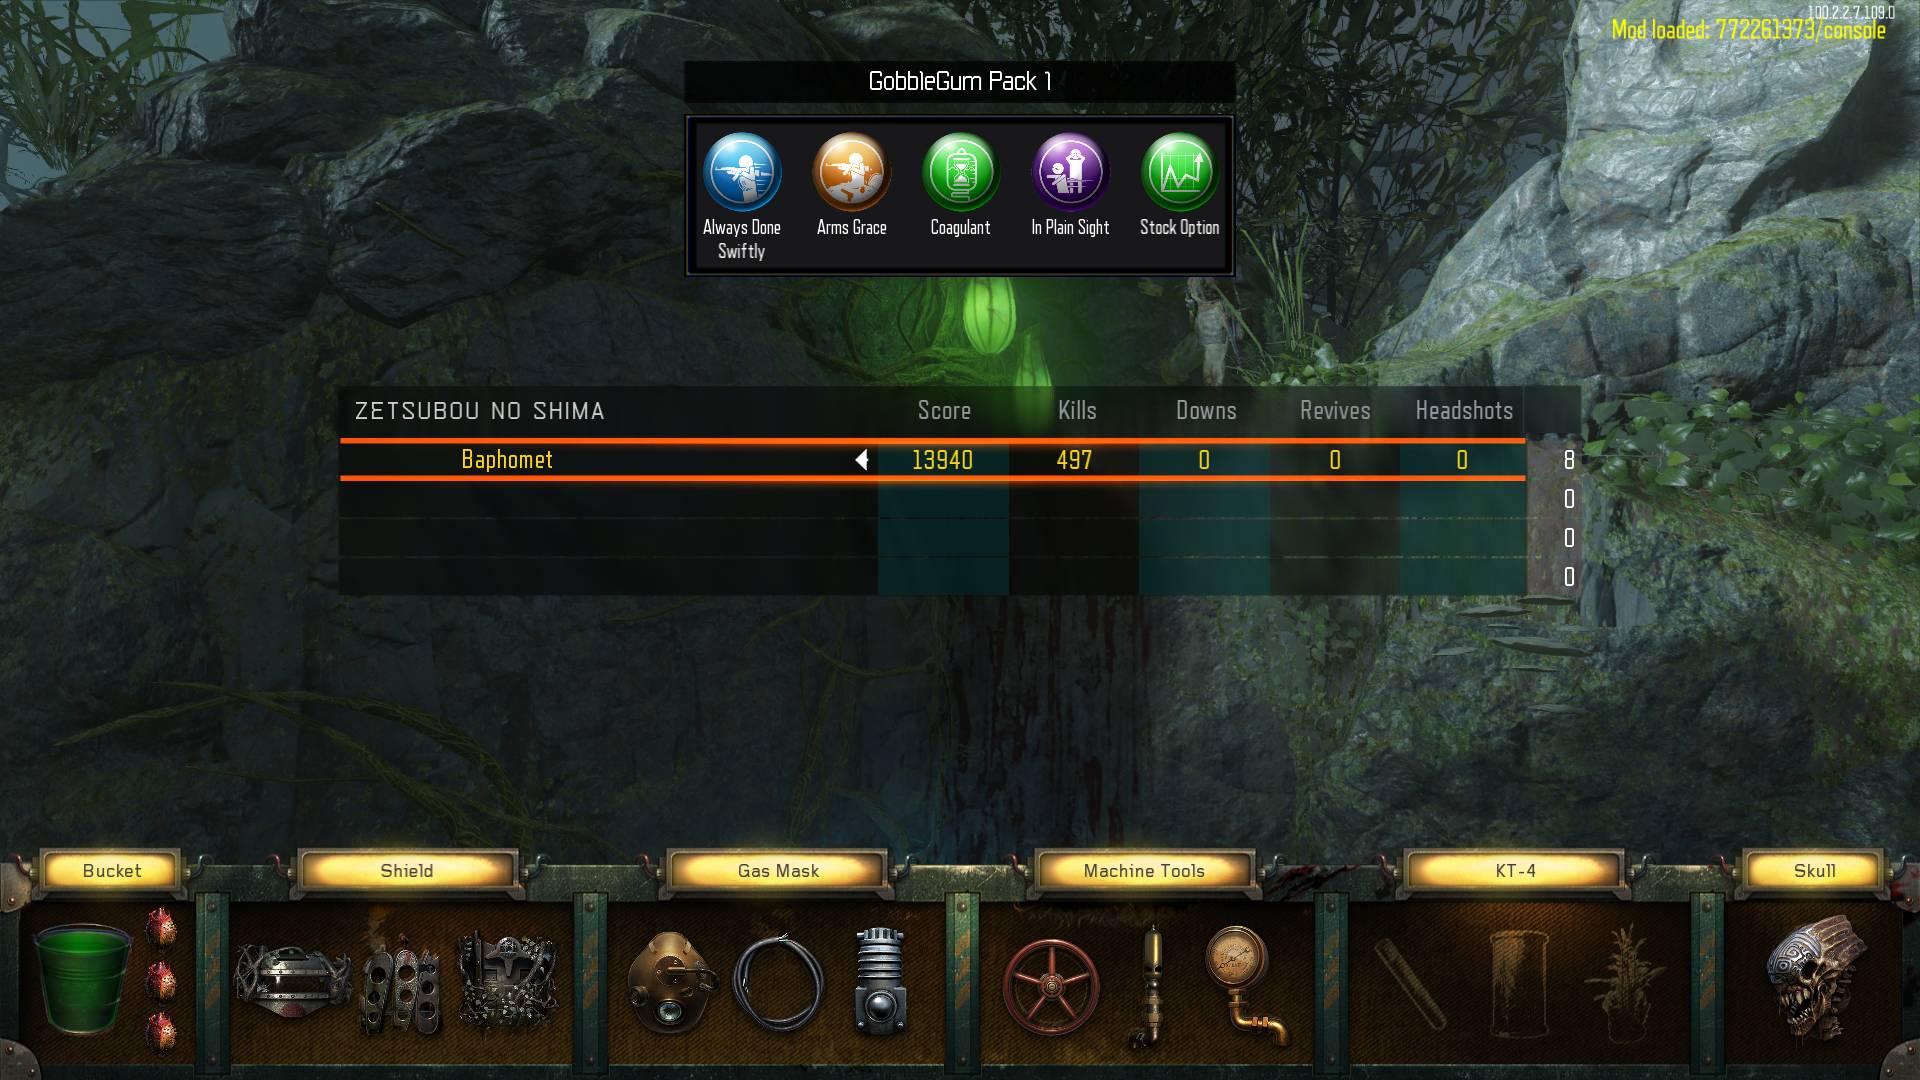 100.2.2.7.109.0
Mod loaded: 772261373/console
GobbleGum Pack 1
Always Done Swiftly
Arms Grace
Coagulant
In Plain Sight
Stock Option
ZETSUBOU NO SHIMA Score Kills Downs Revives Headshots
Baphomet 13940 497 0 0 0 8
0
0
0
Bucket Shield Gas Mask Machine Tools KT-4 Skull